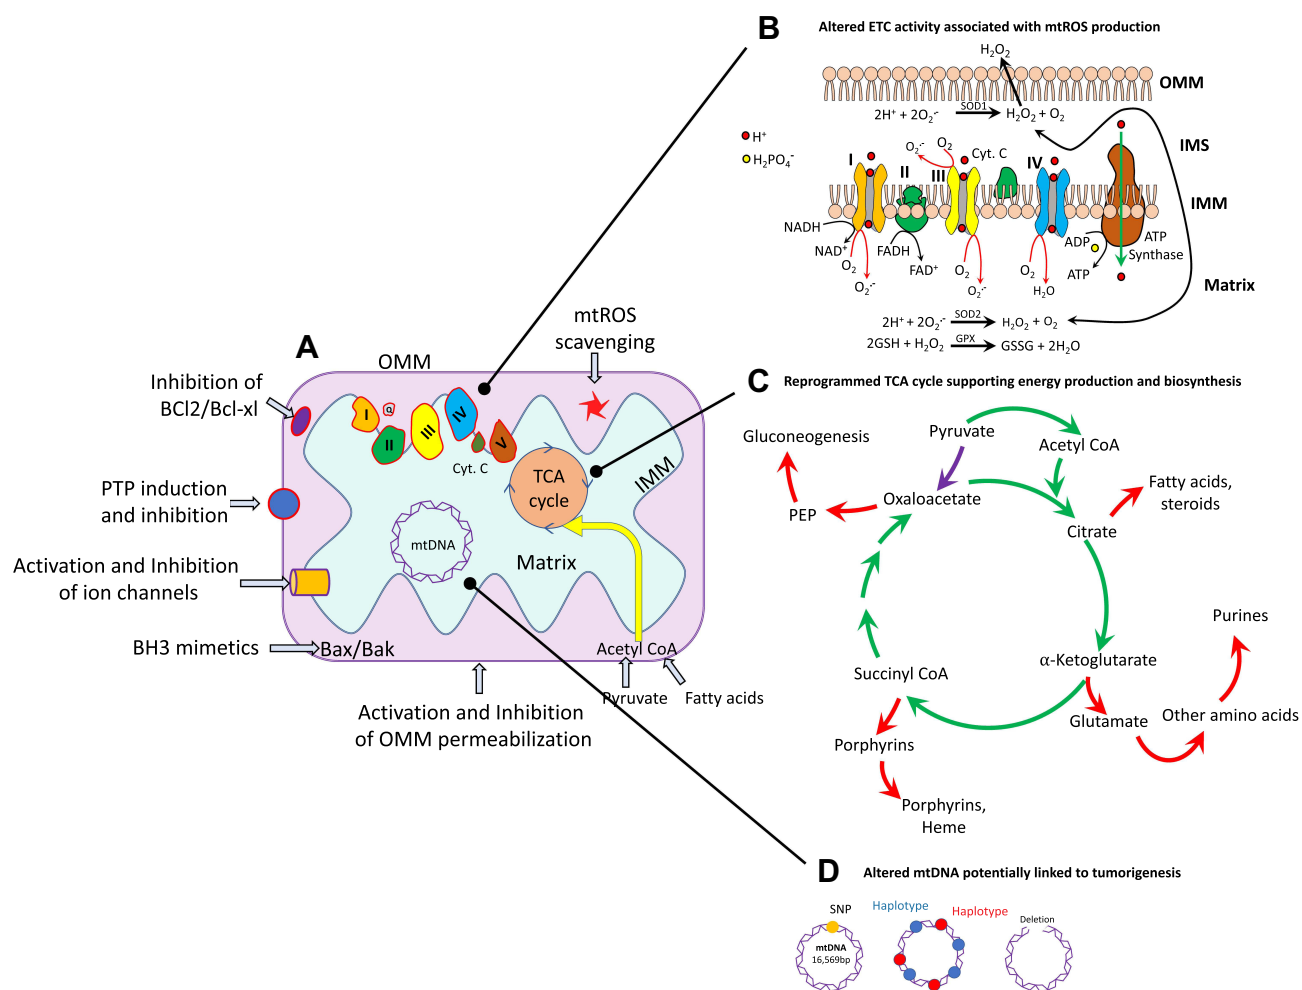 A
OMM
mtROS
scavenging
Inhibition of
BCl2/Bcl-xl
I
Q
II
III
IV
V
Cyt. C
TCA
cycle
IMM
PTP induction
and inhibition
mtDNA
Matrix
Activation and Inhibition
of ion channels
BH3 mimetics
Bax/Bak
Acetyl CoA
Pyruvate
Fatty acids
Activation and Inhibition
of OMM permeabilization
B
Altered ETC activity associated with mtROS production
H₂O₂
OMM
2H⁺ + 2O₂·⁻
SOD1
H₂O₂ + O₂
H⁺
H₂PO₄⁻
IMS
O₂·⁻
O₂
Cyt. C
I
II
III
IV
IMM
NADH
NAD⁺
O₂
O₂·⁻
FADH
FAD⁺
O₂
O₂·⁻
O₂
H₂O
ADP
ATP
ATP
Synthase
Matrix
2H⁺ + 2O₂·⁻
SOD2
H₂O₂ + O₂
2GSH + H₂O₂
GPX
GSSG + 2H₂O
C
Reprogrammed TCA cycle supporting energy production and biosynthesis
Gluconeogenesis
Pyruvate
Acetyl CoA
Oxaloacetate
PEP
Fatty acids,
steroids
Citrate
Purines
α-Ketoglutarate
Succinyl CoA
Glutamate
Other amino acids
Porphyrins
Porphyrins,
Heme
D
Altered mtDNA potentially linked to tumorigenesis
SNP
Haplotype
Haplotype
Deletion
mtDNA
16,569bp